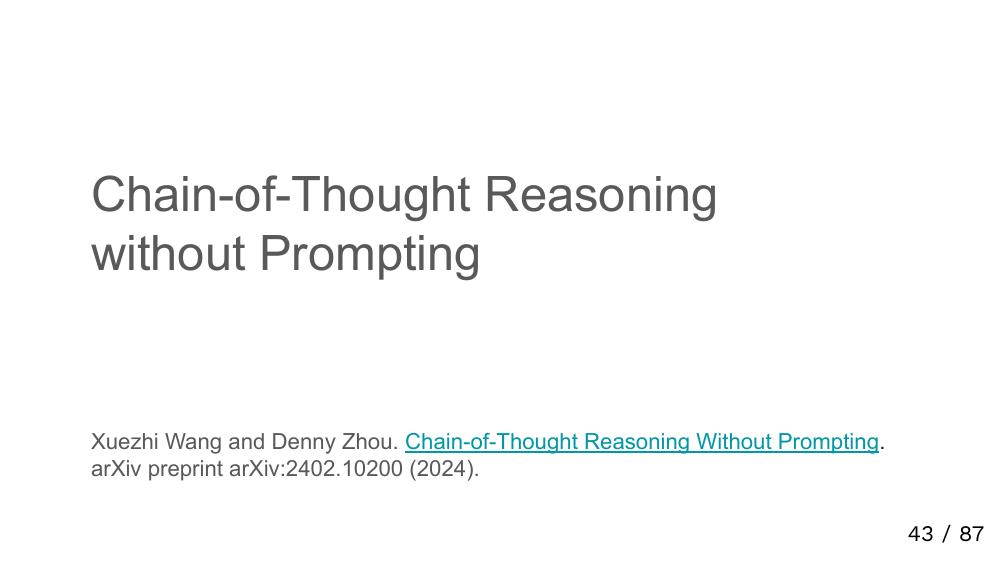 Chain-of-Thought Reasoning
without Prompting
Xuezhi Wang and Denny Zhou. Chain-of-Thought Reasoning Without Prompting.
arXiv preprint arXiv:2402.10200 (2024).
43 / 87